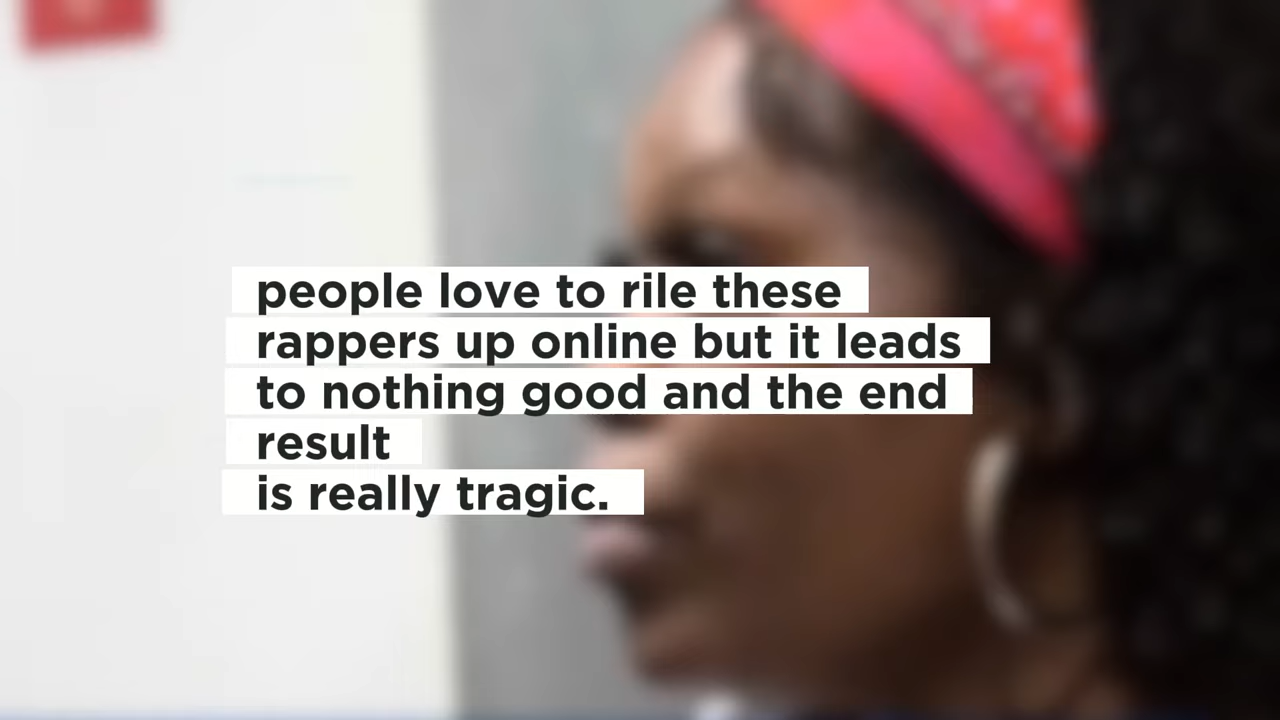 people love to rile these
rappers up online but it leads
to nothing good and the end
result
is really tragic.